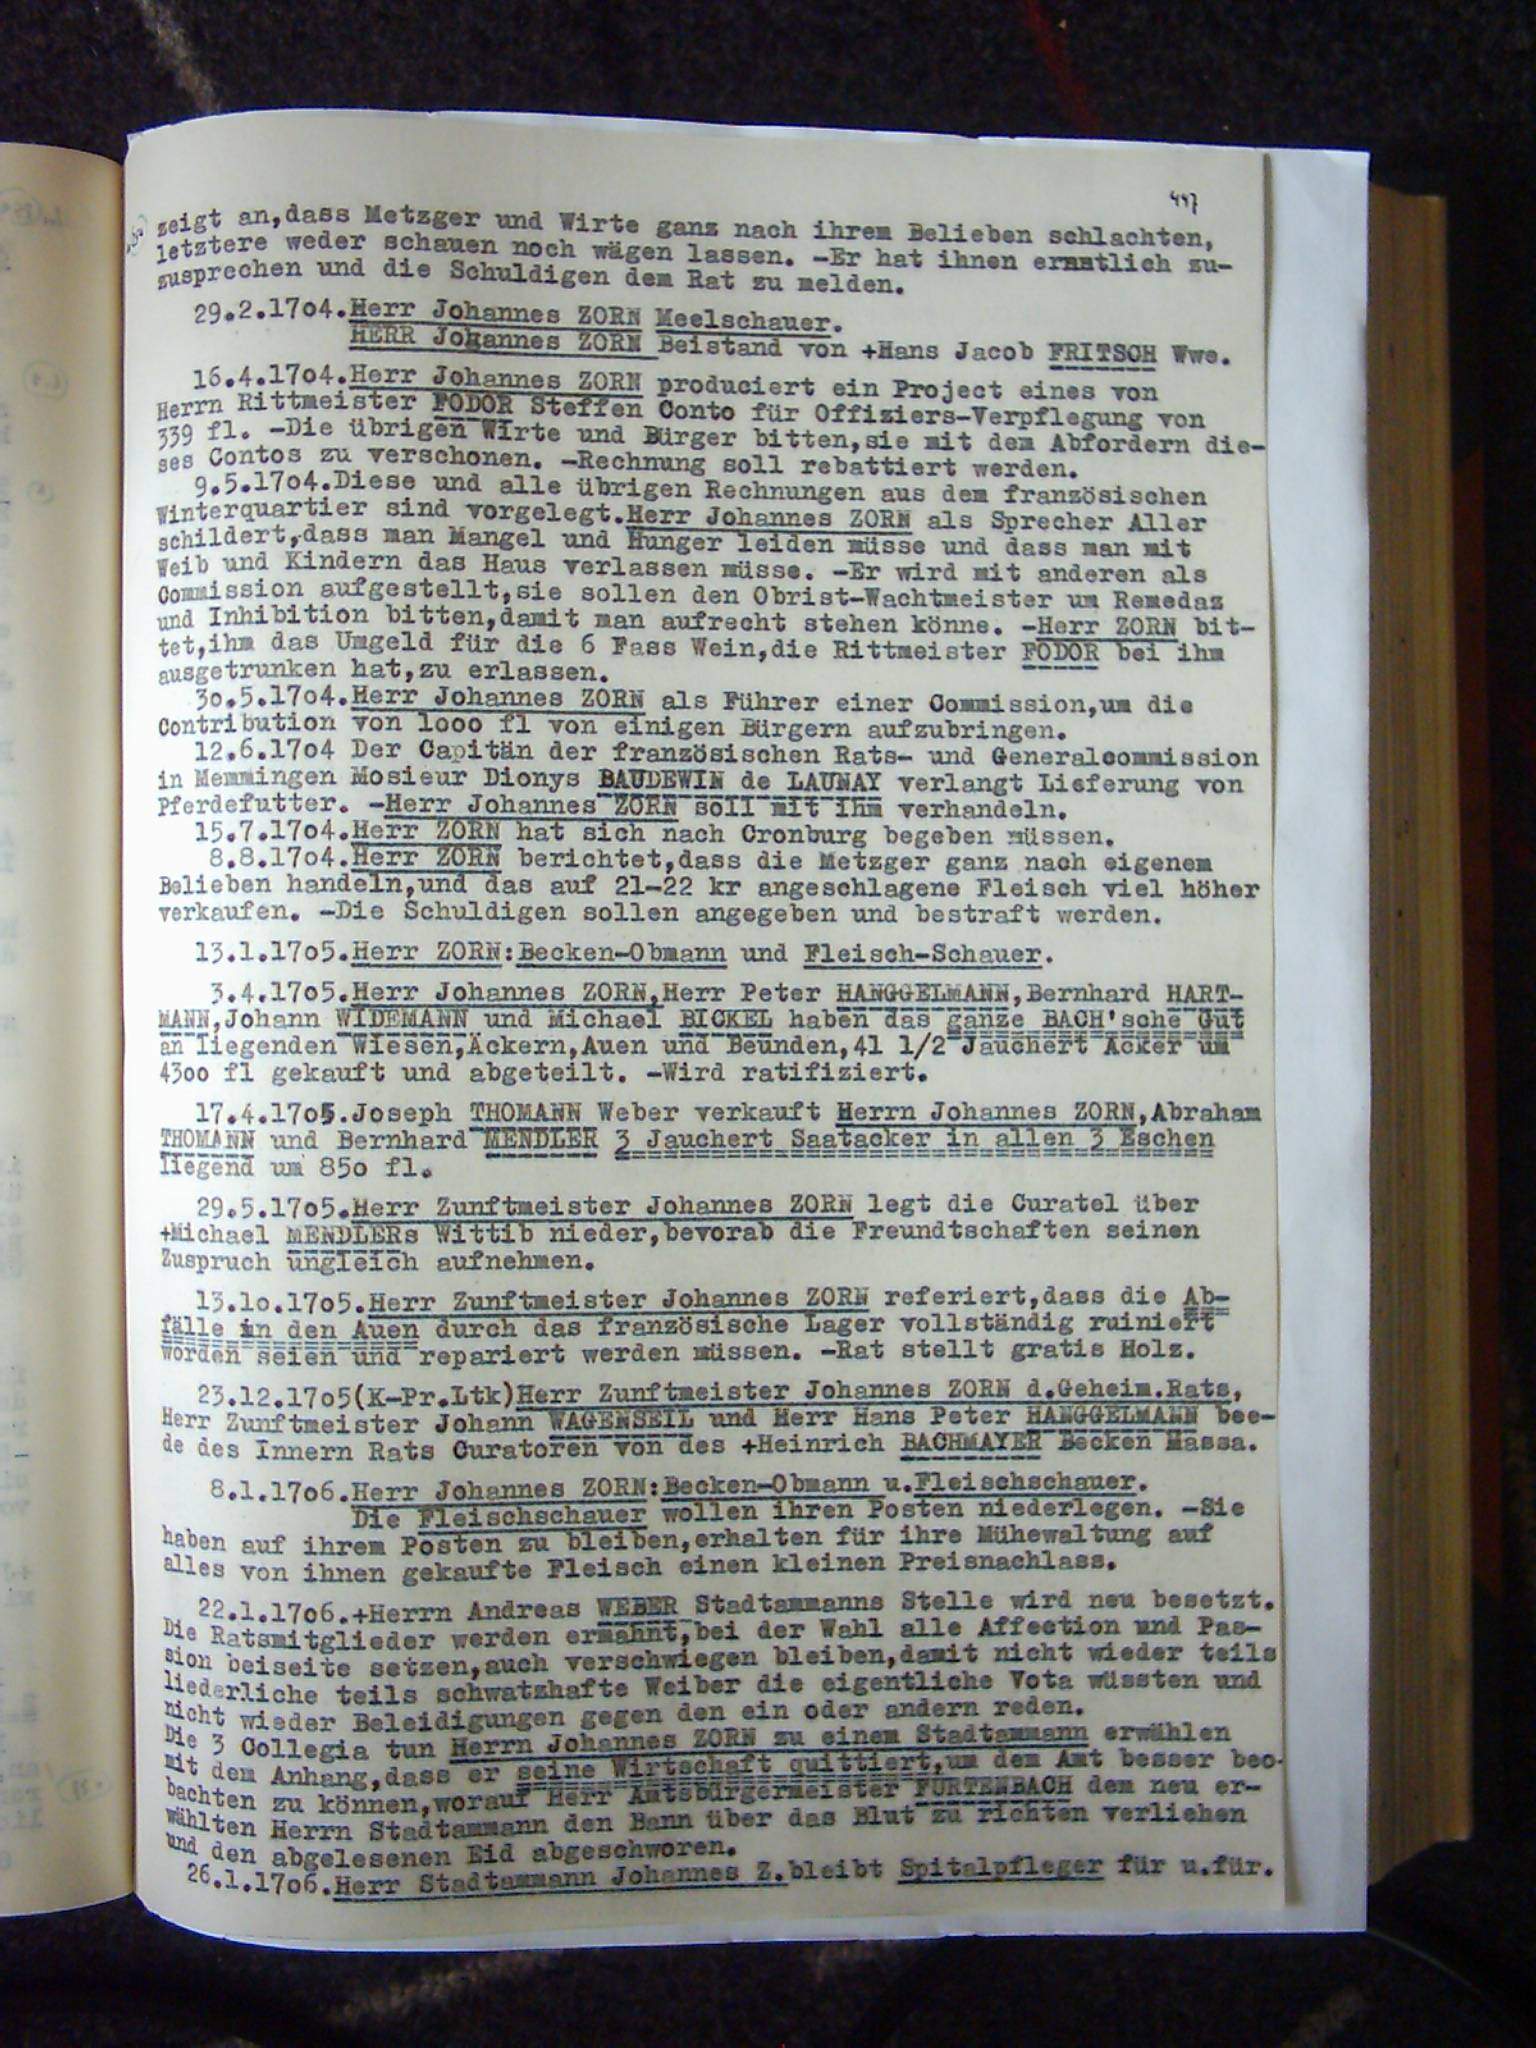 447
zeigt an,dass Metzger und Wirte ganz nach ihrem Belieben schlachten,
letztere weder schauen noch wägen lassen. -Er hat ihnen ernstlich zu-
zusprechen und die Schuldigen dem Rat zu melden.
29.2.17o4.Herr Johannes ZORN Meelschauer.
HERR Johannes ZORN Beistand von +Hans Jacob FRITSCH Wwe.
16.4.17o4.Herr Johannes ZORN produciert ein Project eines von
Herrn Rittmeister FODOR Steffen Conto für Offiziers-Verpflegung von
339 fl. -Die übrigen Wirte und Bürger bitten,sie mit dem Abfordern die-
ses Contos zu verschonen. -Rechnung soll rebattiert werden.
9.5.17o4.Diese und alle übrigen Rechnungen aus dem französischen
Winterquartier sind vorgelegt.Herr Johannes ZORN als Sprecher Aller
schildert,dass man Mangel und Hunger leiden müsse und dass man mit
Weib und Kindern das Haus verlassen müsse. -Er wird mit anderen als
Commission aufgestellt,sie sollen den Obrist-Wachtmeister um Remedaz
und Inhibition bitten,damit man aufrecht stehen könne. -Herr ZORN bit-
tet,ihm das Umgeld für die 6 Fass Wein,die Rittmeister FODOR bei ihm
ausgetrunken hat,zu erlassen.
3o.5.17o4.Herr Johannes ZORN als Führer einer Commission,um die
Contribution von 1ooo fl von einigen Bürgern aufzubringen.
12.6.17o4 Der Capitän der französischen Rats- und Generalcommission
in Memmingen Mosieur Dionys BAUDEWIN de LAUNAY verlangt Lieferung von
Pferdefutter. -Herr Johannes ZORN soll mit ihm verhandeln.
15.7.17o4.Herr ZORN hat sich nach Cronburg begeben müssen.
8.8.17o4.Herr ZORN berichtet,dass die Metzger ganz nach eigenem
Belieben handeln,und das auf 21-22 kr angeschlagene Fleisch viel höher
verkaufen. -Die Schuldigen sollen angegeben und bestraft werden.
13.1.17o5.Herr ZORN:Becken-Obmann und Fleisch-Schauer.
3.4.17o5.Herr Johannes ZORN,Herr Peter HANGGELMANN,Bernhard HART-
MANN,Johann WIDEMANN und Michael BICKEL haben das ganze BACH'sche Gut
an liegenden Wiesen,Äckern,Auen und Beunden,41 1/2 Jauchert Acker um
43oo fl gekauft und abgeteilt. -Wird ratifiziert.
17.4.17o5.Joseph THOMANN Weber verkauft Herrn Johannes ZORN,Abraham
THOMANN und Bernhard MENDLER 3 Jauchert Saatacker in allen 3 Eschen
liegend um 85o fl.
29.5.17o5.Herr Zunftmeister Johannes ZORN legt die Curatel über
+Michael MENDLERs Wittib nieder,bevorab die Freundtschaften seinen
Zuspruch ungleich aufnehmen.
13.1o.17o5.Herr Zunftmeister Johannes ZORN referiert,dass die Ab-
fälle in den Auen durch das französische Lager vollständig ruiniert
worden seien und repariert werden müssen. -Rat stellt gratis Holz.
23.12.17o5(K-Pr.Ltk)Herr Zunftmeister Johannes ZORN d.Geheim.Rats,
Herr Zunftmeister Johann WAGENSEIL und Herr Hans Peter HANGGELMANN bee-
de des Innern Rats Curatoren von des +Heinrich BACHMAYER Becken Massa.
8.1.17o6.Herr Johannes ZORN:Becken-Obmann u.Fleischschauer.
Die Fleischschauer wollen ihren Posten niederlegen. -Sie
haben auf ihrem Posten zu bleiben,erhalten für ihre Mühewaltung auf
alles von ihnen gekaufte Fleisch einen kleinen Preisnachlass.
22.1.17o6.+Herrn Andreas WEBER Stadtammanns Stelle wird neu besetzt.
Die Ratsmitglieder werden ermahnt,bei der Wahl alle Affection und Pas-
sion beiseite setzen,auch verschwiegen bleiben,damit nicht wieder teils
liederliche teils schwatzhafte Weiber die eigentliche Vota wüssten und
nicht wieder Beleidigungen gegen den ein oder andern reden.
Die 3 Collegia tun Herrn Johannes ZORN zu einem Stadtammann erwählen
mit dem Anhang,dass er seine Wirtschaft quittiert,um dem Amt besser beo-
bachten zu können,worauf Herr Amtsbürgermeister FURTENBACH dem neu er-
wählten Herrn Stadtammann den Bann über das Blut zu richten verliehen
und den abgelesenen Eid abgeschworen.
26.1.17o6.Herr Stadtammann Johannes Z.bleibt Spitalpfleger für u.für.